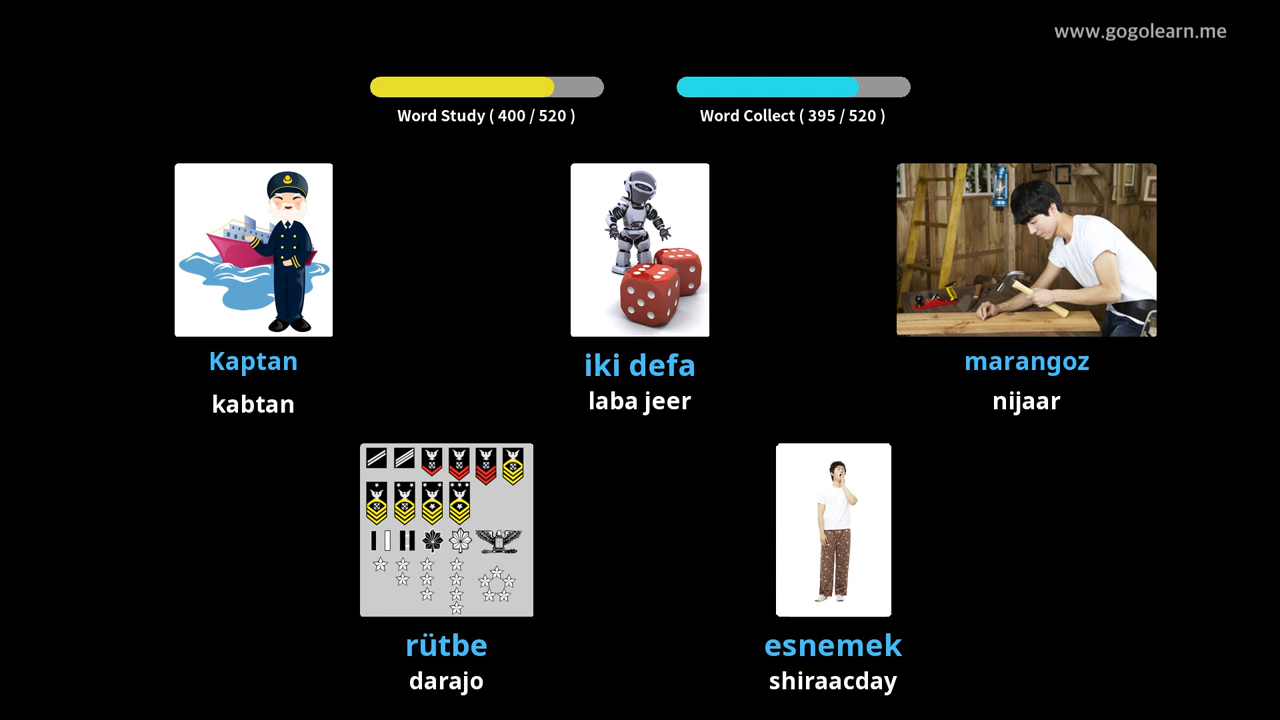 www.gogolearn.me
Word Study ( 400 / 520 )
Word Collect ( 395 / 520 )
Kaptan
kabtan
iki defa
laba jeer
marangoz
nijaar
rütbe
darajo
esnemek
shiraacday